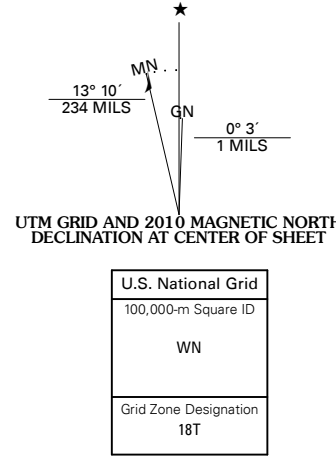 ★
MN
13° 10´
234 MILS
GN
0° 3´
1 MILS
UTM GRID AND 2010 MAGNETIC NORTH
DECLINATION AT CENTER OF SHEET
U.S. National Grid
100,000-m Square ID
WN
Grid Zone Designation
18T